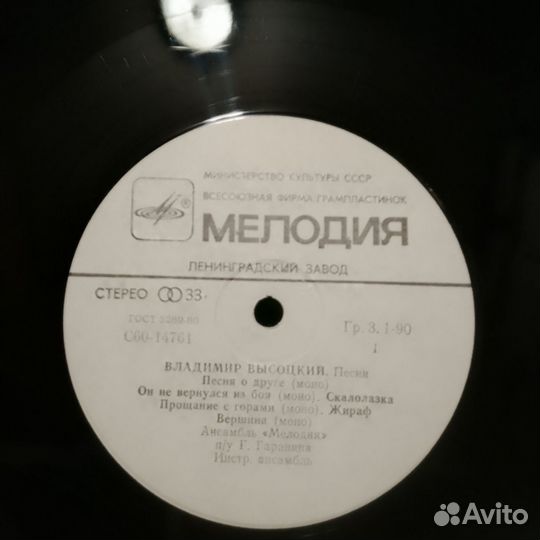 МИНИСТЕРСТВО КУЛЬТУРЫ СССР
ВСЕСОЮЗНАЯ ФИРМА ГРАМПЛАСТИНОК
® МЕЛОДИЯ
ЛЕНИНГРАДСКИЙ ЗАВОД
СТЕРЕО 33
ГОСТ 5289-80
С60-14761
Гр. 3. 1-90
1
ВЛАДИМИР ВЫСОЦКИЙ. Песни
Песня о друге (моно)
Он не вернулся из боя (моно). Скалолазка
Прощание с горами (моно). Жираф
Вершина (моно)
Ансамбль «Мелодия»
п/у Г. Гараняна
Инстр. ансамбль
Avito